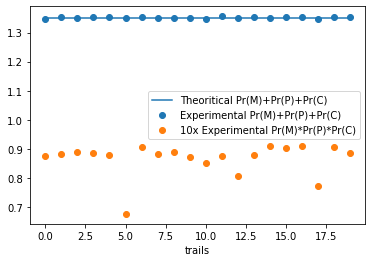 1.3
1.2
1.1
1.0
0.9
0.8
0.7
Theoritical Pr(M)+Pr(P)+Pr(C)
Experimental Pr(M)+Pr(P)+Pr(C)
10x Experimental Pr(M)*Pr(P)*Pr(C)
0.0 2.5 5.0 7.5 10.0 12.5 15.0 17.5
trails